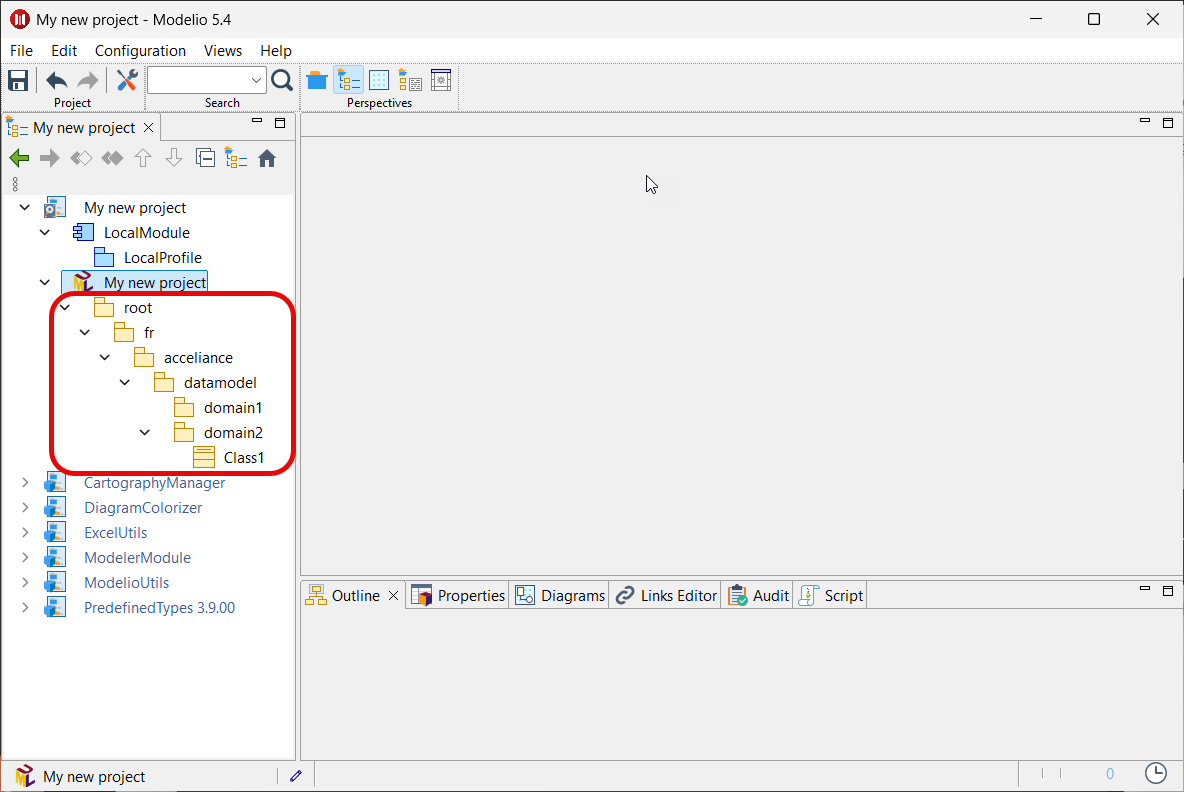 My new project - Modelio 5.4
File Edit Configuration Views Help
Project Search Perspectives
My new project
My new project
LocalModule
LocalProfile
My new project
root
fr
acceliance
datamodel
domain1
domain2
Class1
CartographyManager
DiagramColorizer
ExcelUtils
ModelerModule
ModelioUtils
PredefinedTypes 3.9.00
Outline Properties Diagrams Links Editor Audit Script
My new project 0